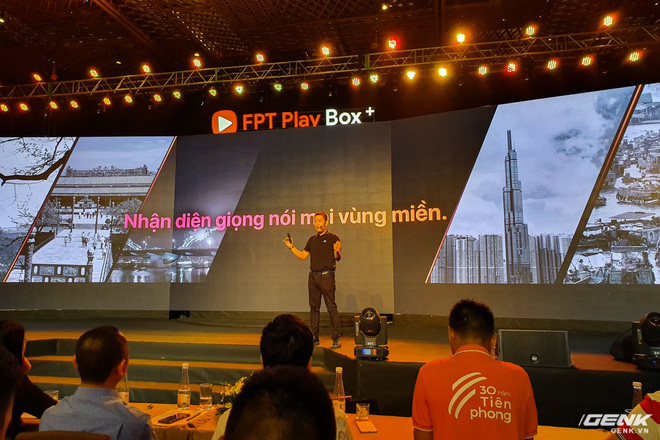 FPT Play Box+
Nhận diện giọng nói mọi vùng miền.
30 năm
Tiên
phong
GENK
GENK.VN